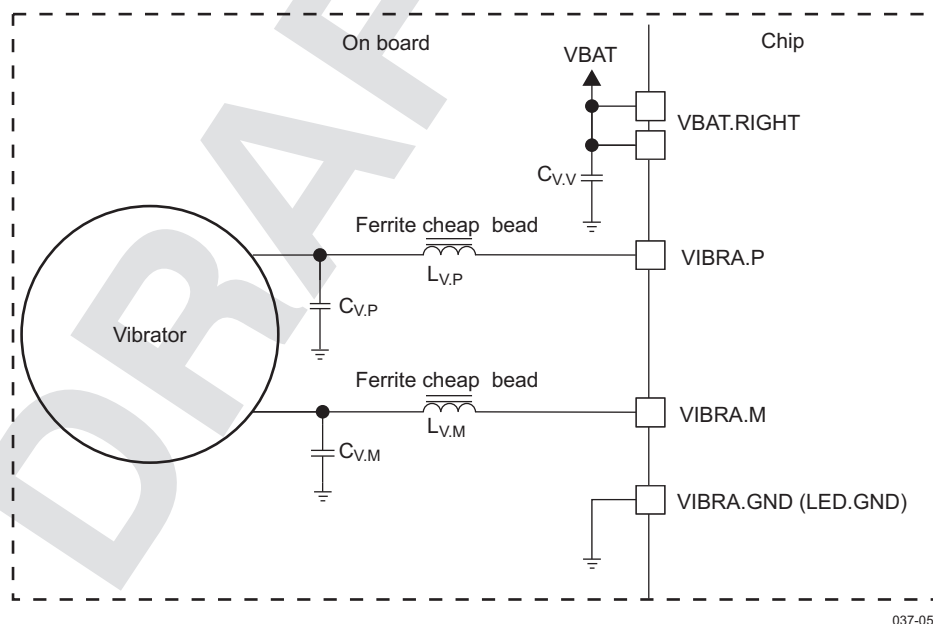 On board
Chip
VBAT
VBAT.RIGHT
CV.V
Ferrite cheap bead
LV.P
VIBRA.P
CV.P
Vibrator
Ferrite cheap bead
LV.M
VIBRA.M
CV.M
VIBRA.GND (LED.GND)
037-05
DRAF